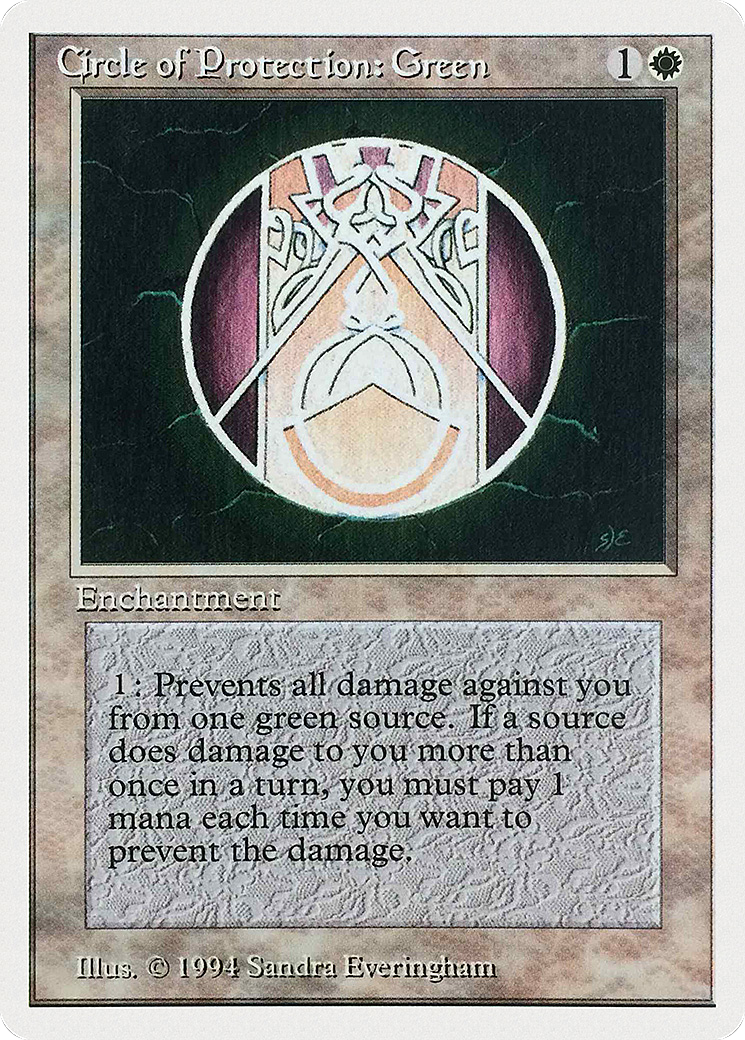 Circle of Protection: Green 1
SE
Enchantment
1: Prevents all damage against you
from one green source. If a source
does damage to you more than
once in a turn, you must pay 1
mana each time you want to
prevent the damage.
Illus. © 1994 Sandra Everingham